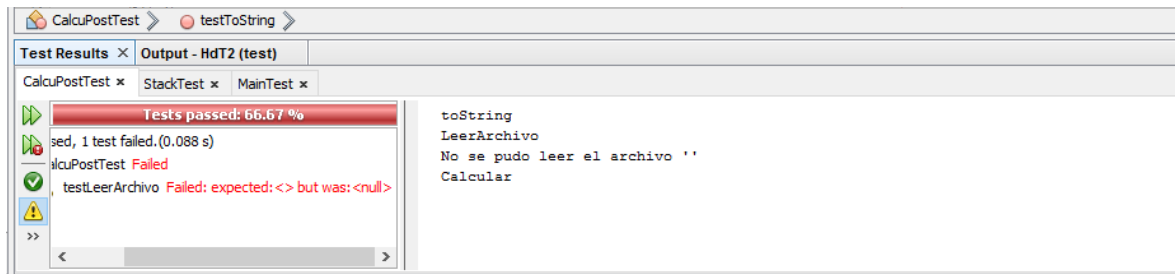 CalcuPostTest testToString
Test Results × Output - HdT2 (test)
CalcuPostTest × StackTest × MainTest ×
Tests passed: 66.67 %
sed, 1 test failed.(0.088 s)
alcuPostTest Failed
testLeerArchivo Failed: expected:<> but was:<null>
>>
toString
LeerArchivo
No se pudo leer el archivo ''
Calcular